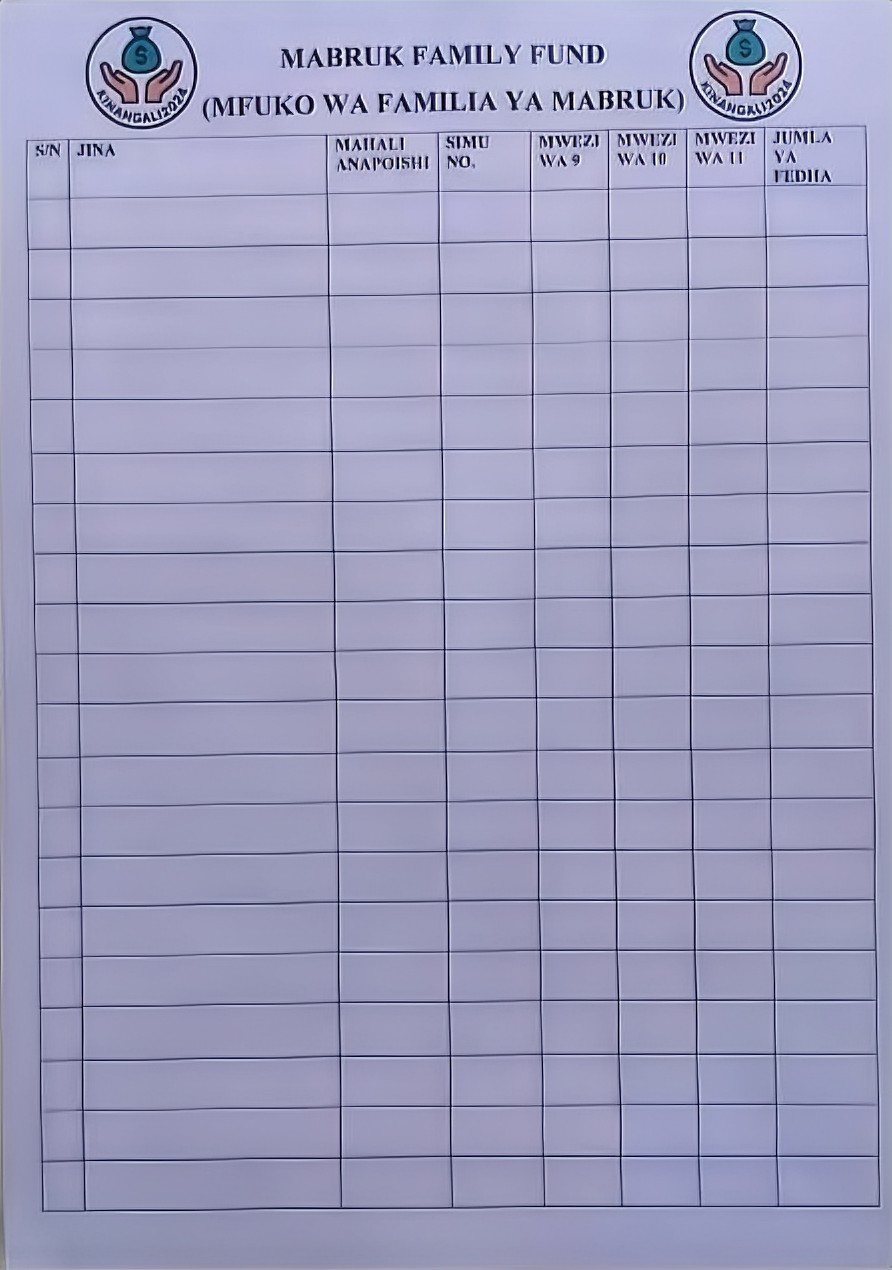 MABRUK FAMILY FUND
(MFUKO WA FAMILIA YA MABRUK)
$
KINANGALI2024
$
KINANGALI2024
S/N
JINA
MAHALI
ANAPOISHI
SIMU
NO.
MWEZI
WA 9
MWEZI
WA 10
MWEZI
WA 11
JUMLA
YA
FEDHA